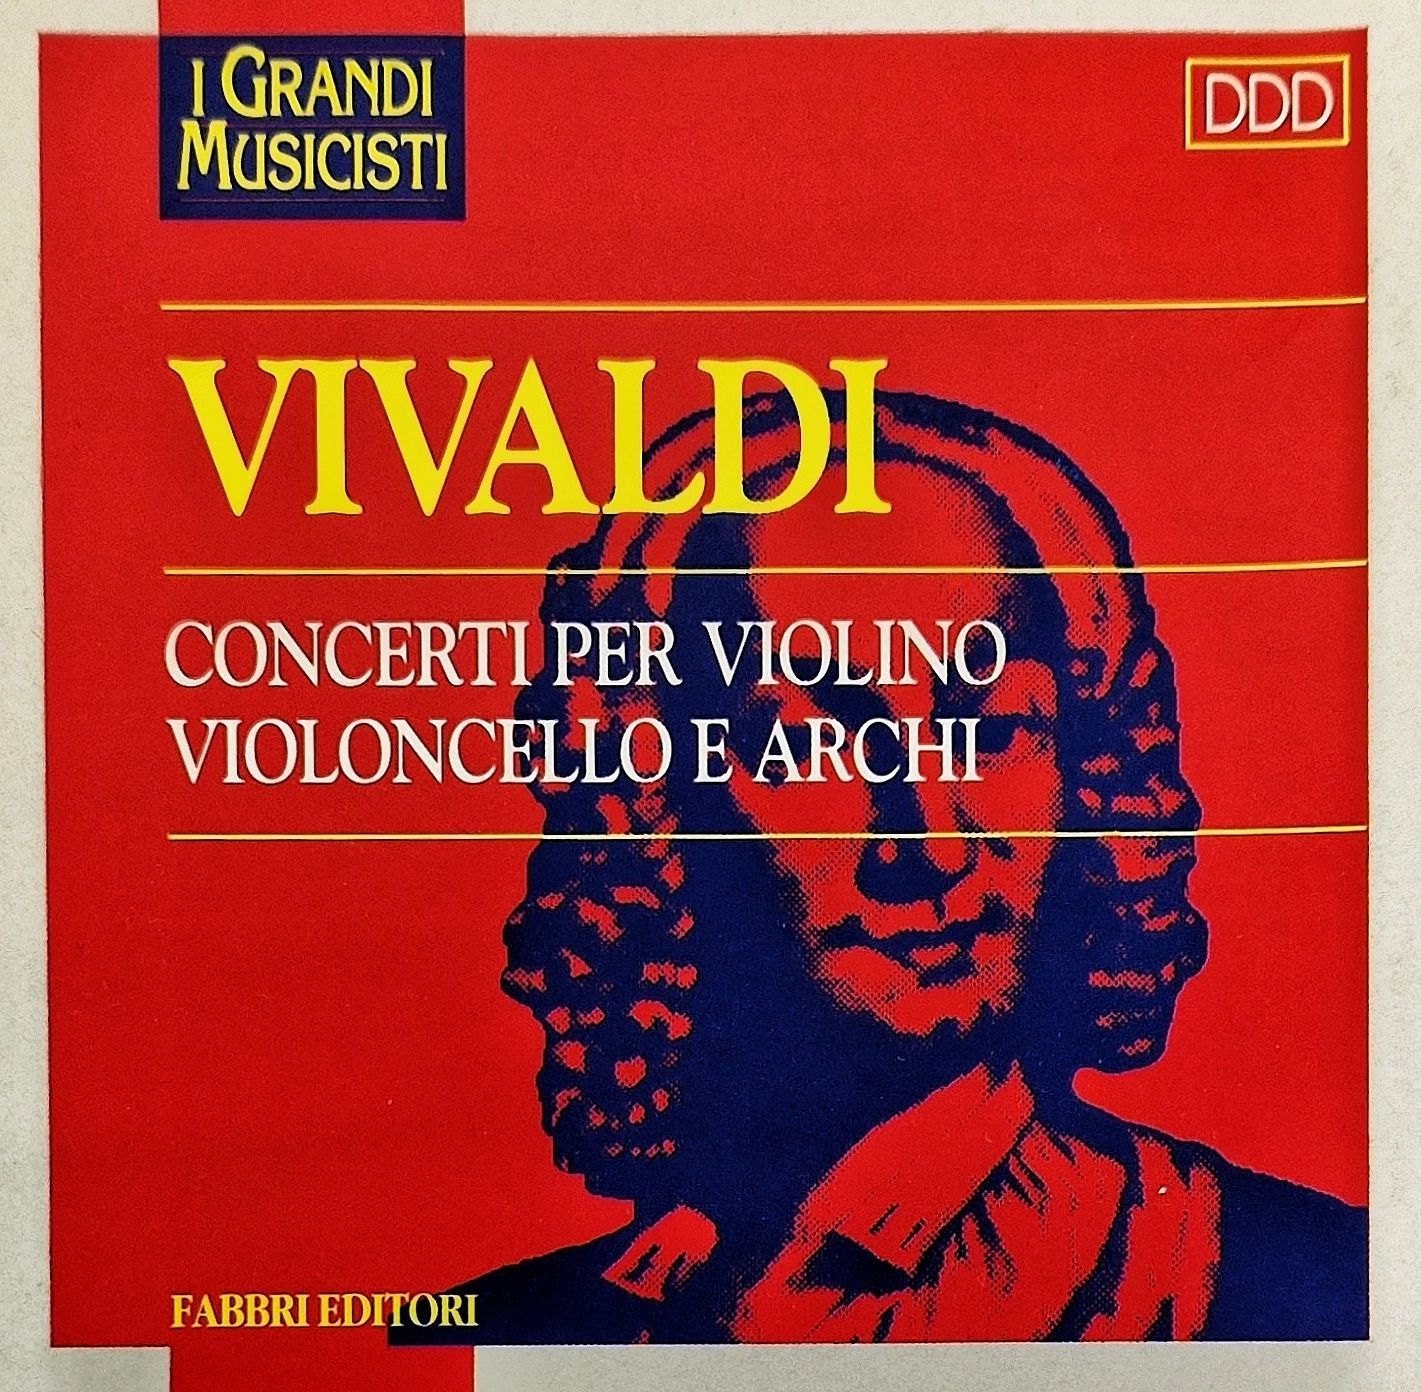 I GRANDI
MUSICISTI
DDD
VIVALDI
CONCERTI PER VIOLINO
VIOLONCELLO E ARCHI
FABBRI EDITORI